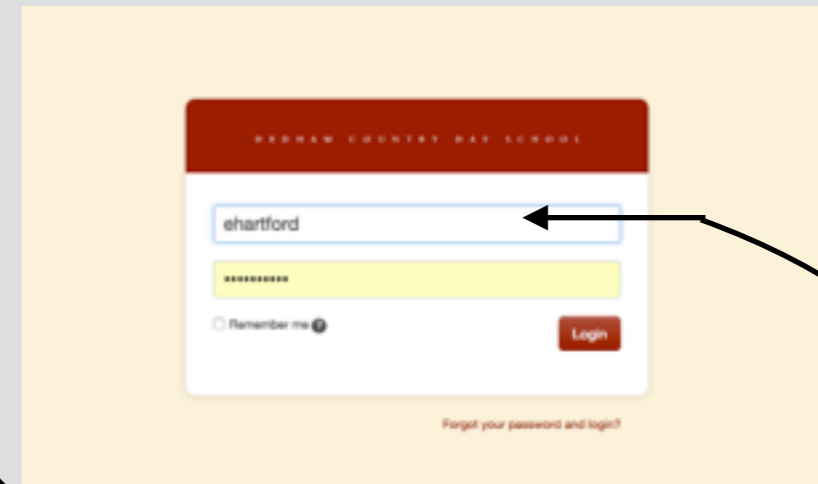 DEDHAM COUNTRY DAY SCHOOL
ehartford
••••••••••
Remember me ?
Login
Forgot your password and login?